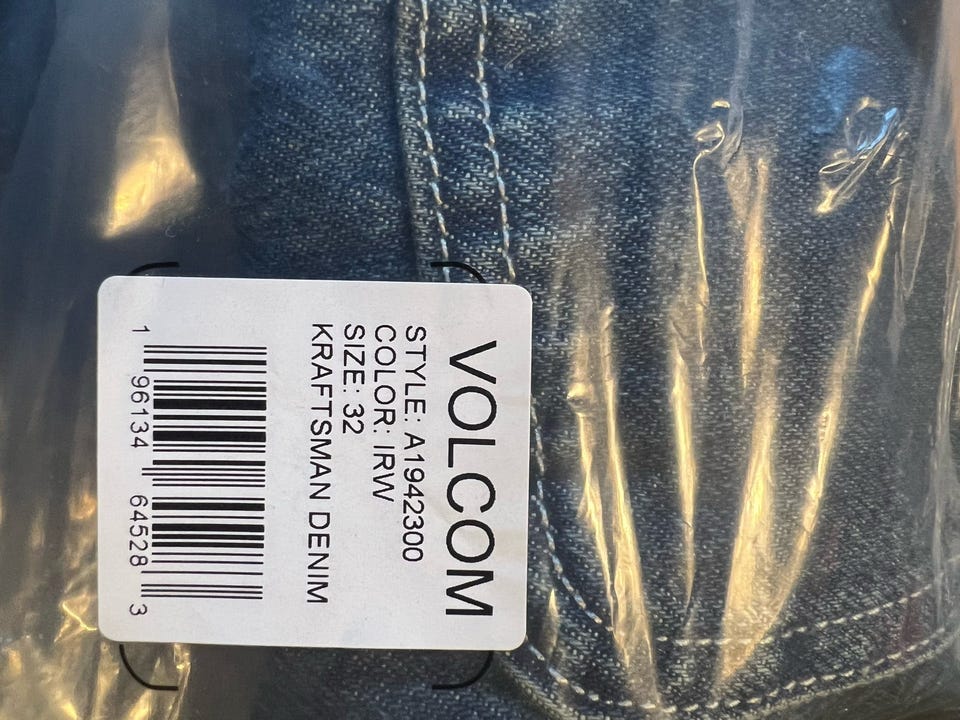 VOLCOM
STYLE: A1942300
COLOR: IRW
SIZE: 32
KRAFTSMAN DENIM
1 96134 64528 3